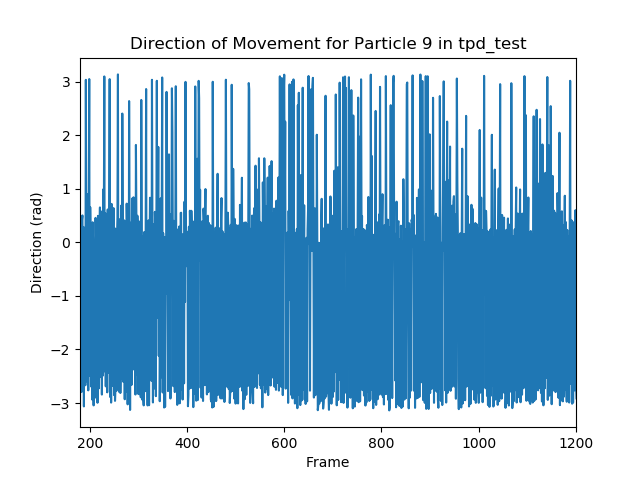 Direction of Movement for Particle 9 in tpd_test
3
2
1
0
−1
−2
−3
Direction (rad)
200 400 600 800 1000 1200
Frame